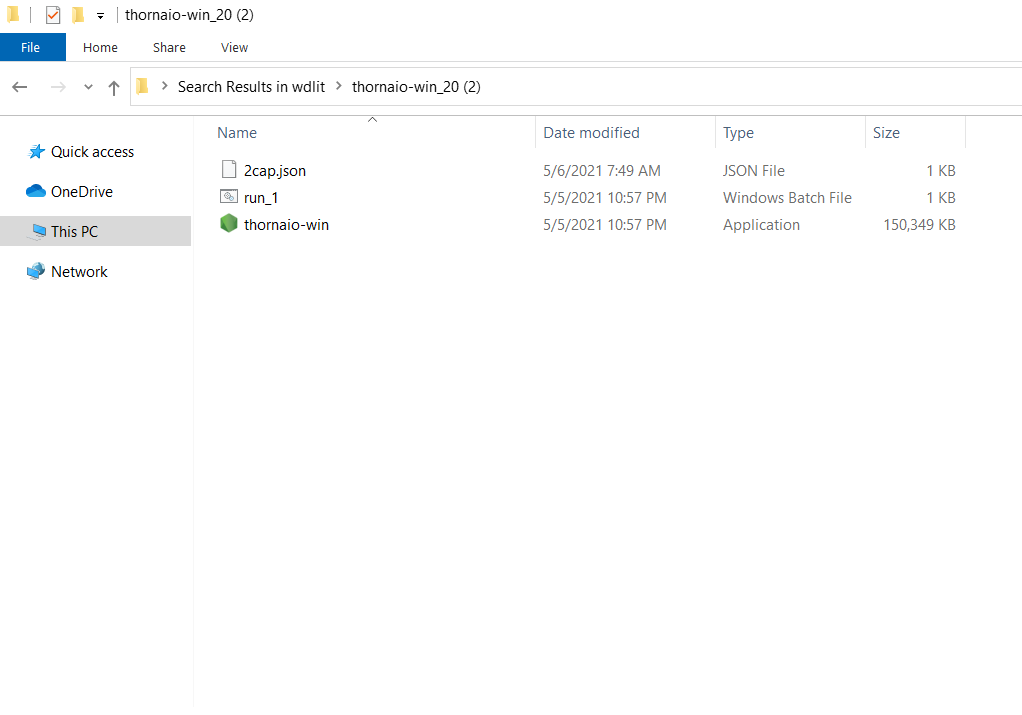 thornaio-win_20 (2)
File Home Share View
Search Results in wdlit thornaio-win_20 (2)
Quick access
OneDrive
This PC
Network
Name Date modified Type Size
2cap.json 5/6/2021 7:49 AM JSON File 1 KB
run_1 5/5/2021 10:57 PM Windows Batch File 1 KB
thornaio-win 5/5/2021 10:57 PM Application 150,349 KB